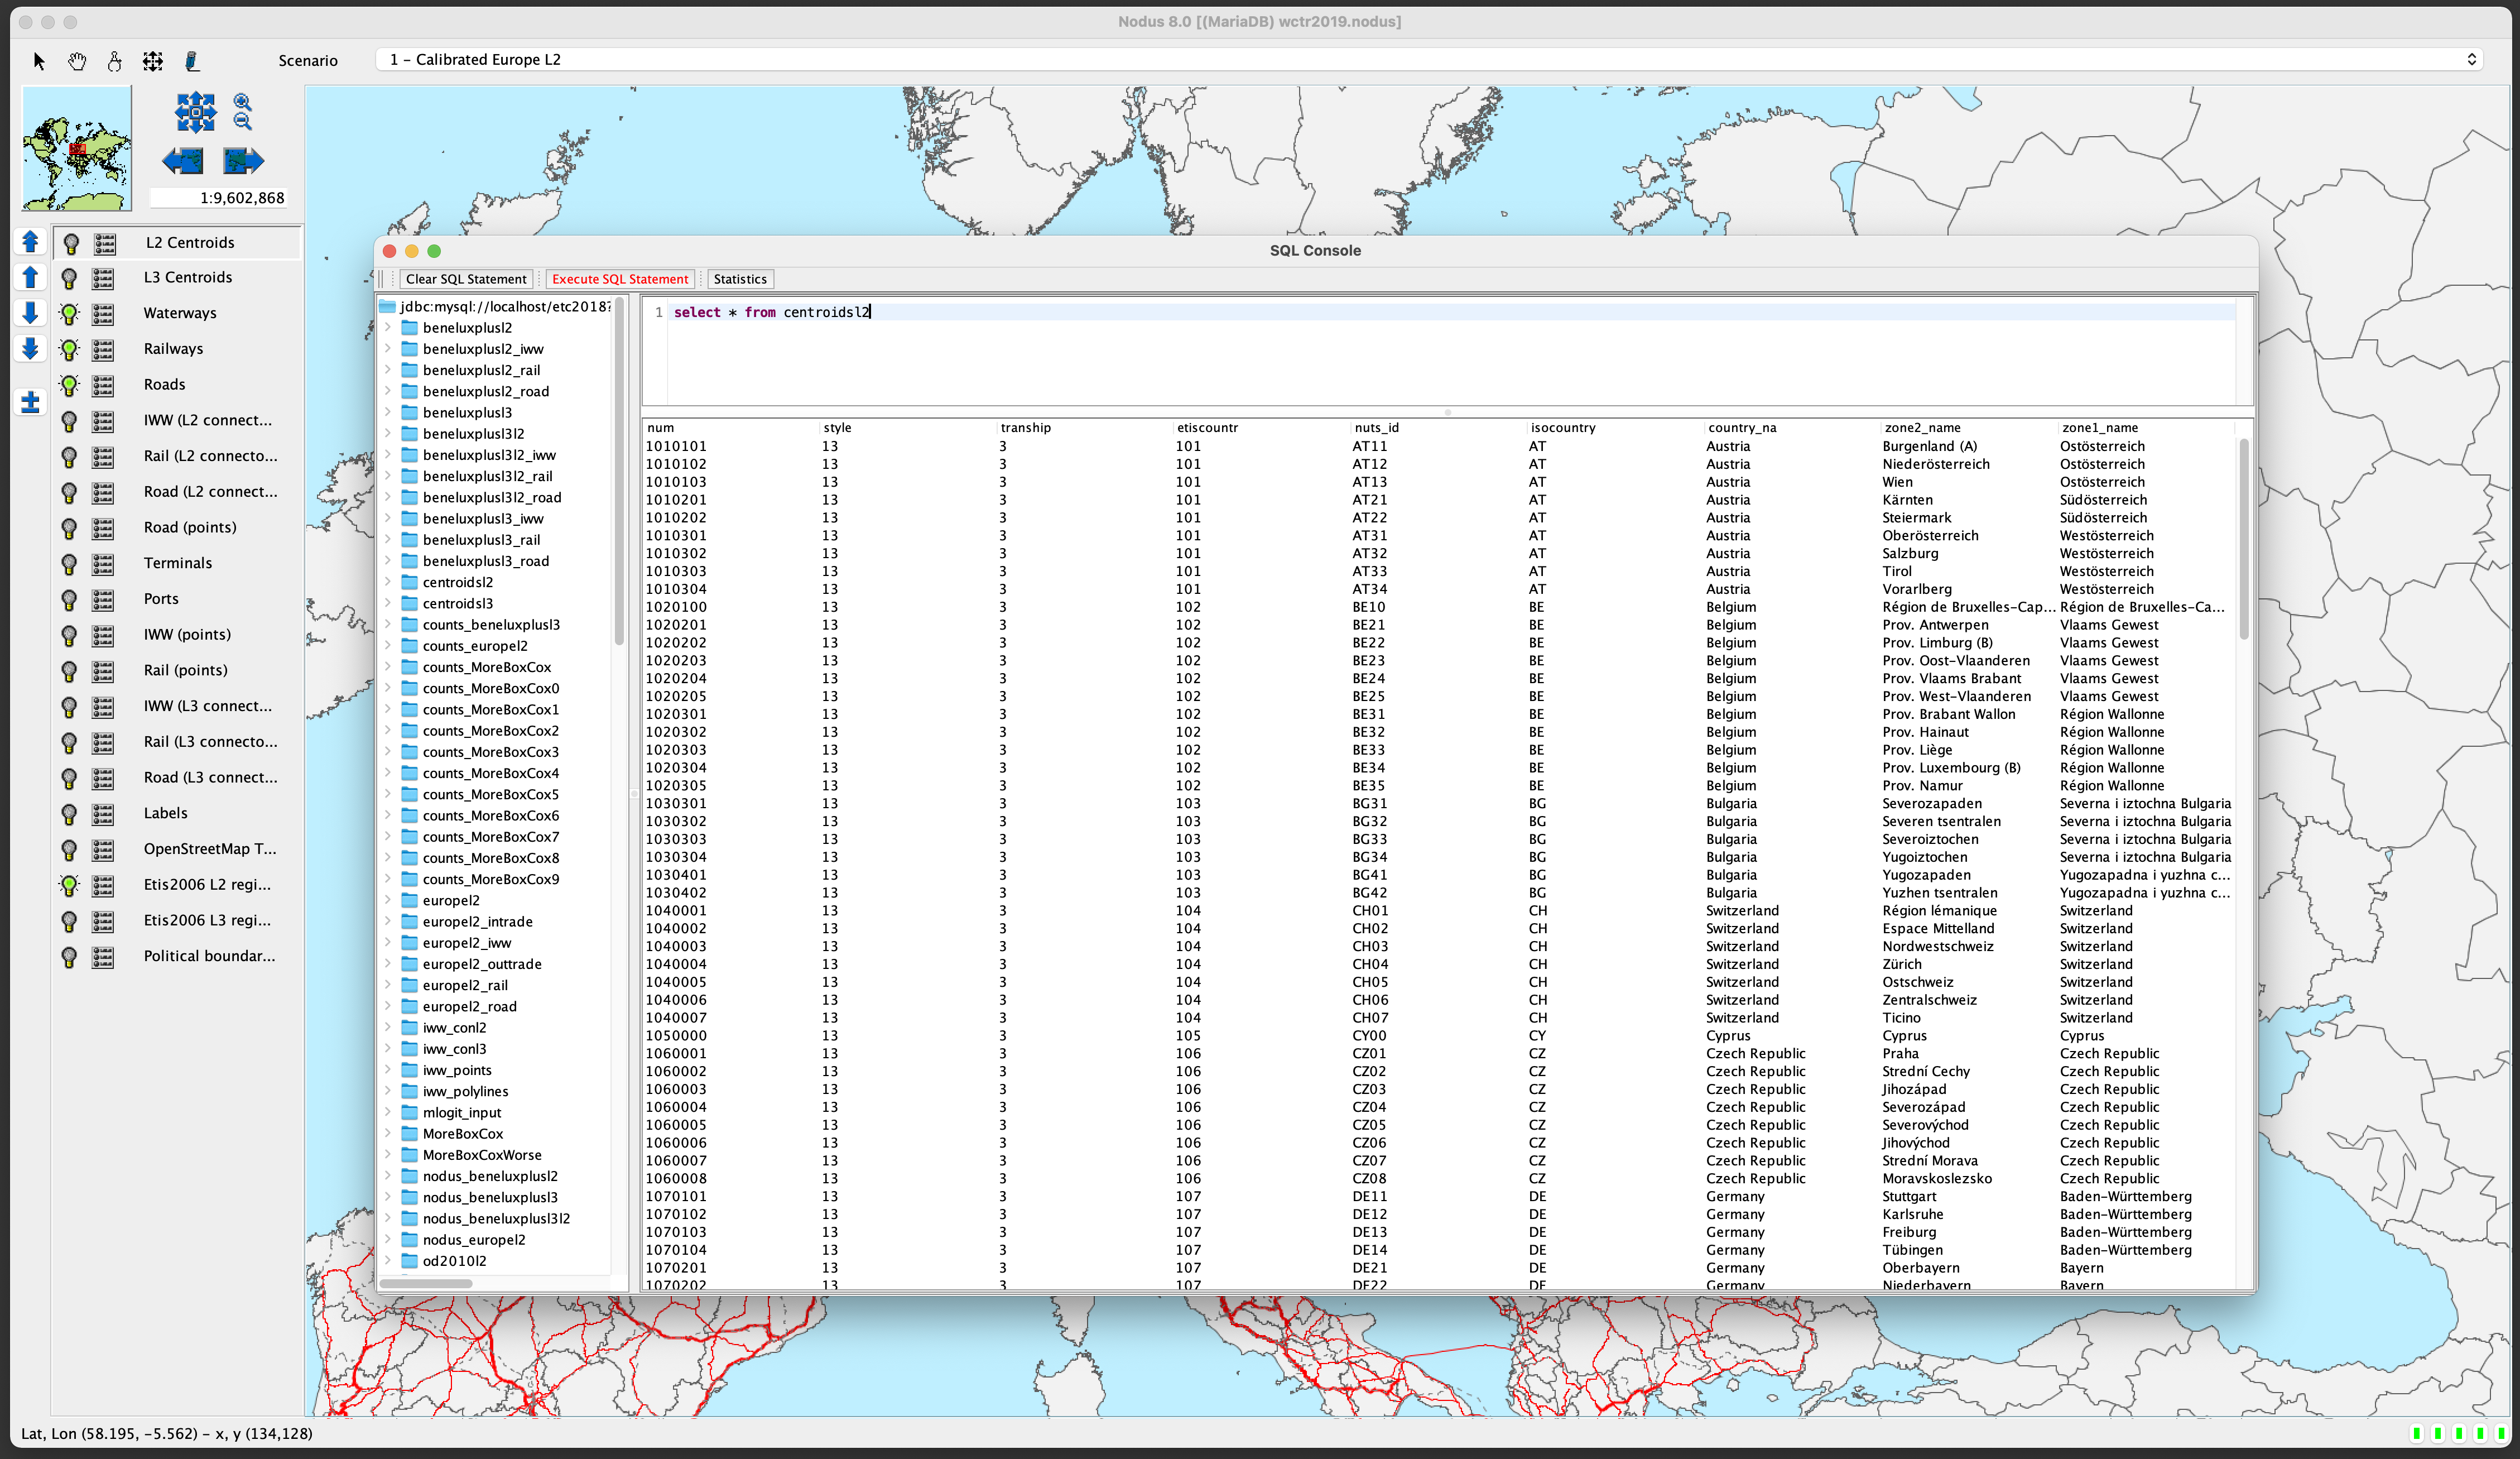 Nodus 8.0 [(MariaDB) wctr2019.nodus]
Scenario 1 - Calibrated Europe L2
1:9,602,868
L2 Centroids
L3 Centroids
Waterways
Railways
Roads
IWW (L2 connect...
Rail (L2 connecto...
Road (L2 connect...
Road (points)
Terminals
Ports
IWW (points)
Rail (points)
IWW (L3 connect...
Rail (L3 connecto...
Road (L3 connect...
Labels
OpenStreetMap T...
Etis2006 L2 regi...
Etis2006 L3 regi...
Political boundar...
SQL Console
Clear SQL Statement Execute SQL Statement Statistics
jdbc:mysql://localhost/etc2018?
beneluxplusl2
beneluxplusl2_iww
beneluxplusl2_rail
beneluxplusl2_road
beneluxplusl3
beneluxplusl3l2
beneluxplusl3l2_iww
beneluxplusl3l2_rail
beneluxplusl3l2_road
beneluxplusl3_iww
beneluxplusl3_rail
beneluxplusl3_road
centroidsl2
centroidsl3
counts_beneluxplusl3
counts_europel2
counts_MoreBoxCox
counts_MoreBoxCox0
counts_MoreBoxCox1
counts_MoreBoxCox2
counts_MoreBoxCox3
counts_MoreBoxCox4
counts_MoreBoxCox5
counts_MoreBoxCox6
counts_MoreBoxCox7
counts_MoreBoxCox8
counts_MoreBoxCox9
europel2
europel2_intrade
europel2_iww
europel2_outtrade
europel2_rail
europel2_road
iww_conl2
iww_conl3
iww_points
iww_polylines
mlogit_input
MoreBoxCox
MoreBoxCoxWorse
nodus_beneluxplusl2
nodus_beneluxplusl3
nodus_beneluxplusl3l2
nodus_europel2
od2010l2
1 select * from centroidsl2
num style tranship etiscountr nuts_id isocountry country_na zone2_name zone1_name
1010101 13 3 101 AT11 AT Austria Burgenland (A) Ostösterreich
1010102 13 3 101 AT12 AT Austria Niederösterreich Ostösterreich
1010103 13 3 101 AT13 AT Austria Wien Ostösterreich
1010201 13 3 101 AT21 AT Austria Kärnten Südösterreich
1010202 13 3 101 AT22 AT Austria Steiermark Südösterreich
1010301 13 3 101 AT31 AT Austria Oberösterreich Westösterreich
1010302 13 3 101 AT32 AT Austria Salzburg Westösterreich
1010303 13 3 101 AT33 AT Austria Tirol Westösterreich
1010304 13 3 101 AT34 AT Austria Vorarlberg Westösterreich
1020100 13 3 102 BE10 BE Belgium Région de Bruxelles-Cap... Région de Bruxelles-Ca...
1020201 13 3 102 BE21 BE Belgium Prov. Antwerpen Vlaams Gewest
1020202 13 3 102 BE22 BE Belgium Prov. Limburg (B) Vlaams Gewest
1020203 13 3 102 BE23 BE Belgium Prov. Oost-Vlaanderen Vlaams Gewest
1020204 13 3 102 BE24 BE Belgium Prov. Vlaams Brabant Vlaams Gewest
1020205 13 3 102 BE25 BE Belgium Prov. West-Vlaanderen Vlaams Gewest
1020301 13 3 102 BE31 BE Belgium Prov. Brabant Wallon Région Wallonne
1020302 13 3 102 BE32 BE Belgium Prov. Hainaut Région Wallonne
1020303 13 3 102 BE33 BE Belgium Prov. Liège Région Wallonne
1020304 13 3 102 BE34 BE Belgium Prov. Luxembourg (B) Région Wallonne
1020305 13 3 102 BE35 BE Belgium Prov. Namur Région Wallonne
1030301 13 3 103 BG31 BG Bulgaria Severozapaden Severna i iztochna Bulgaria
1030302 13 3 103 BG32 BG Bulgaria Severen tsentralen Severna i iztochna Bulgaria
1030303 13 3 103 BG33 BG Bulgaria Severoiztochen Severna i iztochna Bulgaria
1030304 13 3 103 BG34 BG Bulgaria Yugoiztochen Severna i iztochna Bulgaria
1030401 13 3 103 BG41 BG Bulgaria Yugozapaden Yugozapadna i yuzhna c...
1030402 13 3 103 BG42 BG Bulgaria Yuzhen tsentralen Yugozapadna i yuzhna c...
1040001 13 3 104 CH01 CH Switzerland Région lémanique Switzerland
1040002 13 3 104 CH02 CH Switzerland Espace Mittelland Switzerland
1040003 13 3 104 CH03 CH Switzerland Nordwestschweiz Switzerland
1040004 13 3 104 CH04 CH Switzerland Zürich Switzerland
1040005 13 3 104 CH05 CH Switzerland Ostschweiz Switzerland
1040006 13 3 104 CH06 CH Switzerland Zentralschweiz Switzerland
1040007 13 3 104 CH07 CH Switzerland Ticino Switzerland
1050000 13 3 105 CY00 CY Cyprus Cyprus Cyprus
1060001 13 3 106 CZ01 CZ Czech Republic Praha Czech Republic
1060002 13 3 106 CZ02 CZ Czech Republic Strední Cechy Czech Republic
1060003 13 3 106 CZ03 CZ Czech Republic Jihozápad Czech Republic
1060004 13 3 106 CZ04 CZ Czech Republic Severozápad Czech Republic
1060005 13 3 106 CZ05 CZ Czech Republic Severovýchod Czech Republic
1060006 13 3 106 CZ06 CZ Czech Republic Jihovýchod Czech Republic
1060007 13 3 106 CZ07 CZ Czech Republic Strední Morava Czech Republic
1060008 13 3 106 CZ08 CZ Czech Republic Moravskoslezsko Czech Republic
1070101 13 3 107 DE11 DE Germany Stuttgart Baden-Württemberg
1070102 13 3 107 DE12 DE Germany Karlsruhe Baden-Württemberg
1070103 13 3 107 DE13 DE Germany Freiburg Baden-Württemberg
1070104 13 3 107 DE14 DE Germany Tübingen Baden-Württemberg
1070201 13 3 107 DE21 DE Germany Oberbayern Bayern
1070202 13 3 107 DE22 DE Germany Niederbayern Bayern
Lat, Lon (58.195, -5.562) - x, y (134,128)